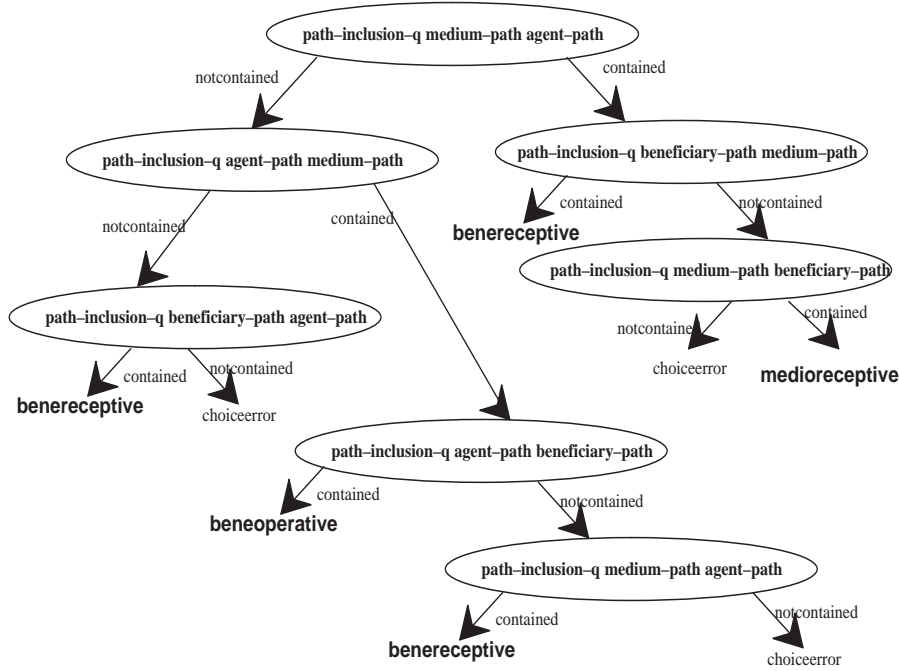 path–inclusion–q medium–path agent–path
notcontained
contained
path–inclusion–q agent–path medium–path
path–inclusion–q beneficiary–path medium–path
contained
notcontained
benereceptive
notcontained
contained
path–inclusion–q medium–path beneficiary–path
path–inclusion–q beneficiary–path agent–path
notcontained
contained
choiceerror
medioreceptive
contained
notcontained
benereceptive
choiceerror
path–inclusion–q agent–path beneficiary–path
contained
notcontained
beneoperative
path–inclusion–q medium–path agent–path
contained
notcontained
benereceptive
choiceerror